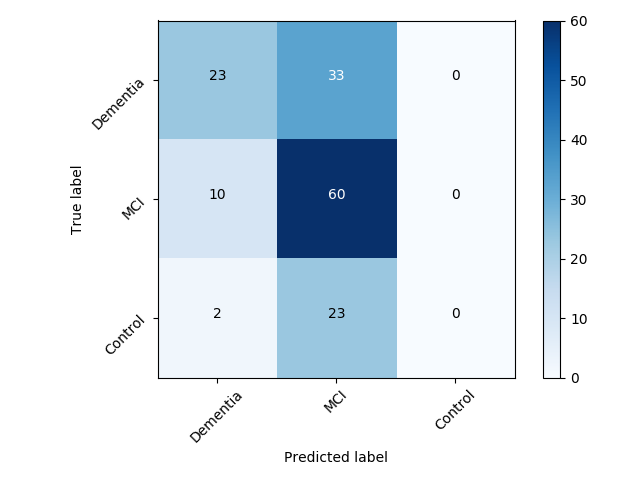 Dementia 23 33 0
MCI 10 60 0
Control 2 23 0
Dementia MCI Control
True label
Predicted label
60
50
40
30
20
10
0